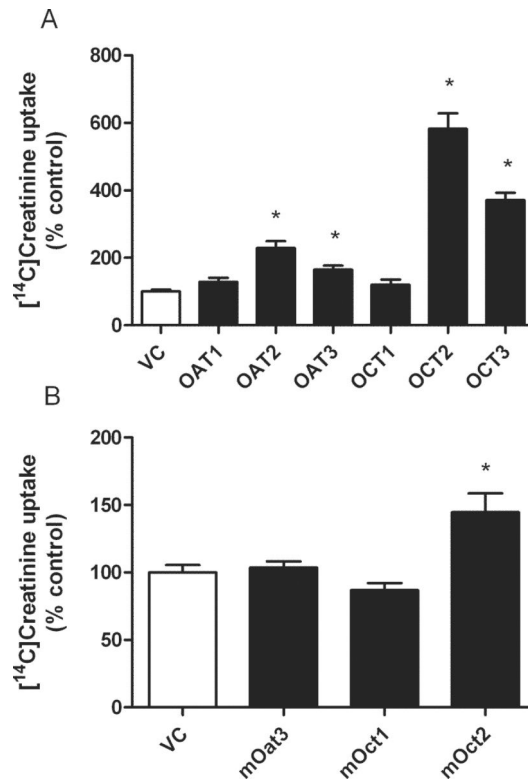 A
[¹⁴C]Creatinine uptake
(% control)
800
600
400
200
0
*
*
*
*
VC
OAT1
OAT2
OAT3
OCT1
OCT2
OCT3
B
[¹⁴C]Creatinine uptake
(% control)
200
150
100
50
0
*
VC
mOat3
mOct1
mOct2